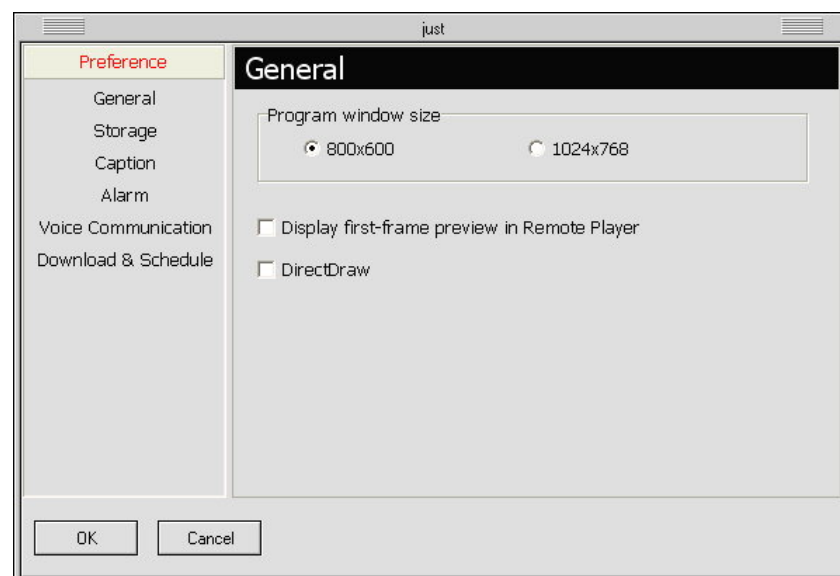 just
Preference
General
Storage
Caption
Alarm
Voice Communication
Download & Schedule
General
Program window size
800x600
1024x768
Display first-frame preview in Remote Player
DirectDraw
OK
Cancel